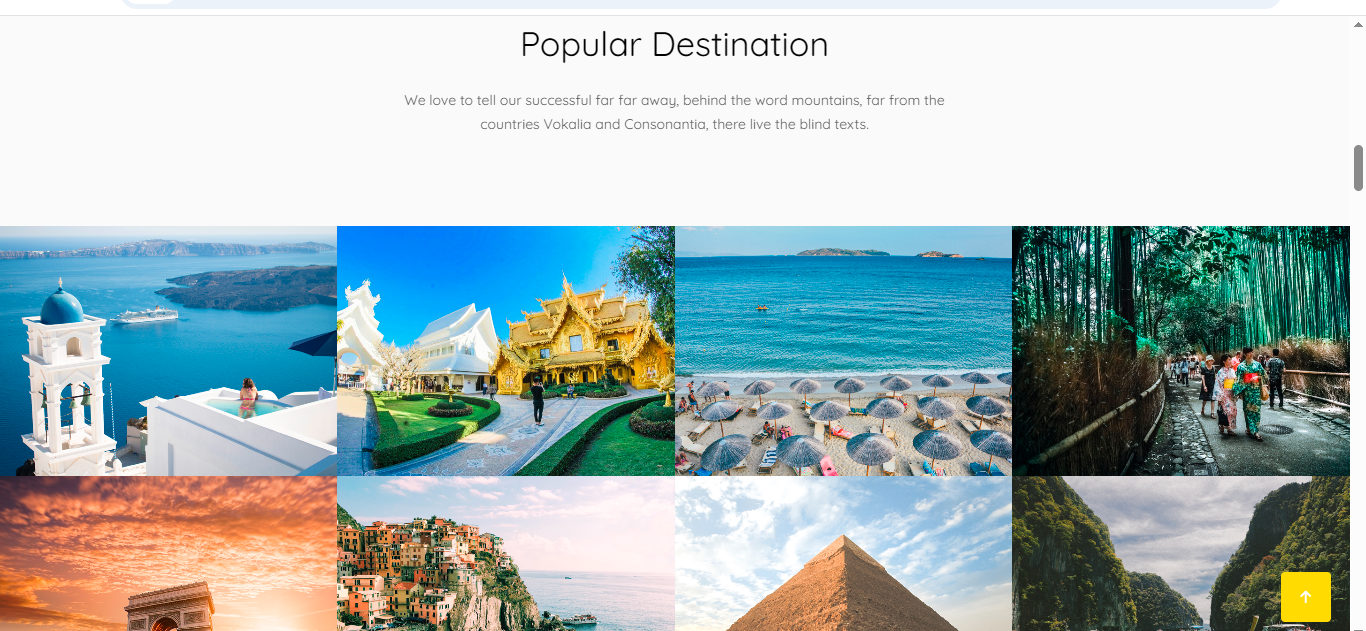 Popular Destination
We love to tell our successful far far away, behind the word mountains, far from the
countries Vokalia and Consonantia, there live the blind texts.